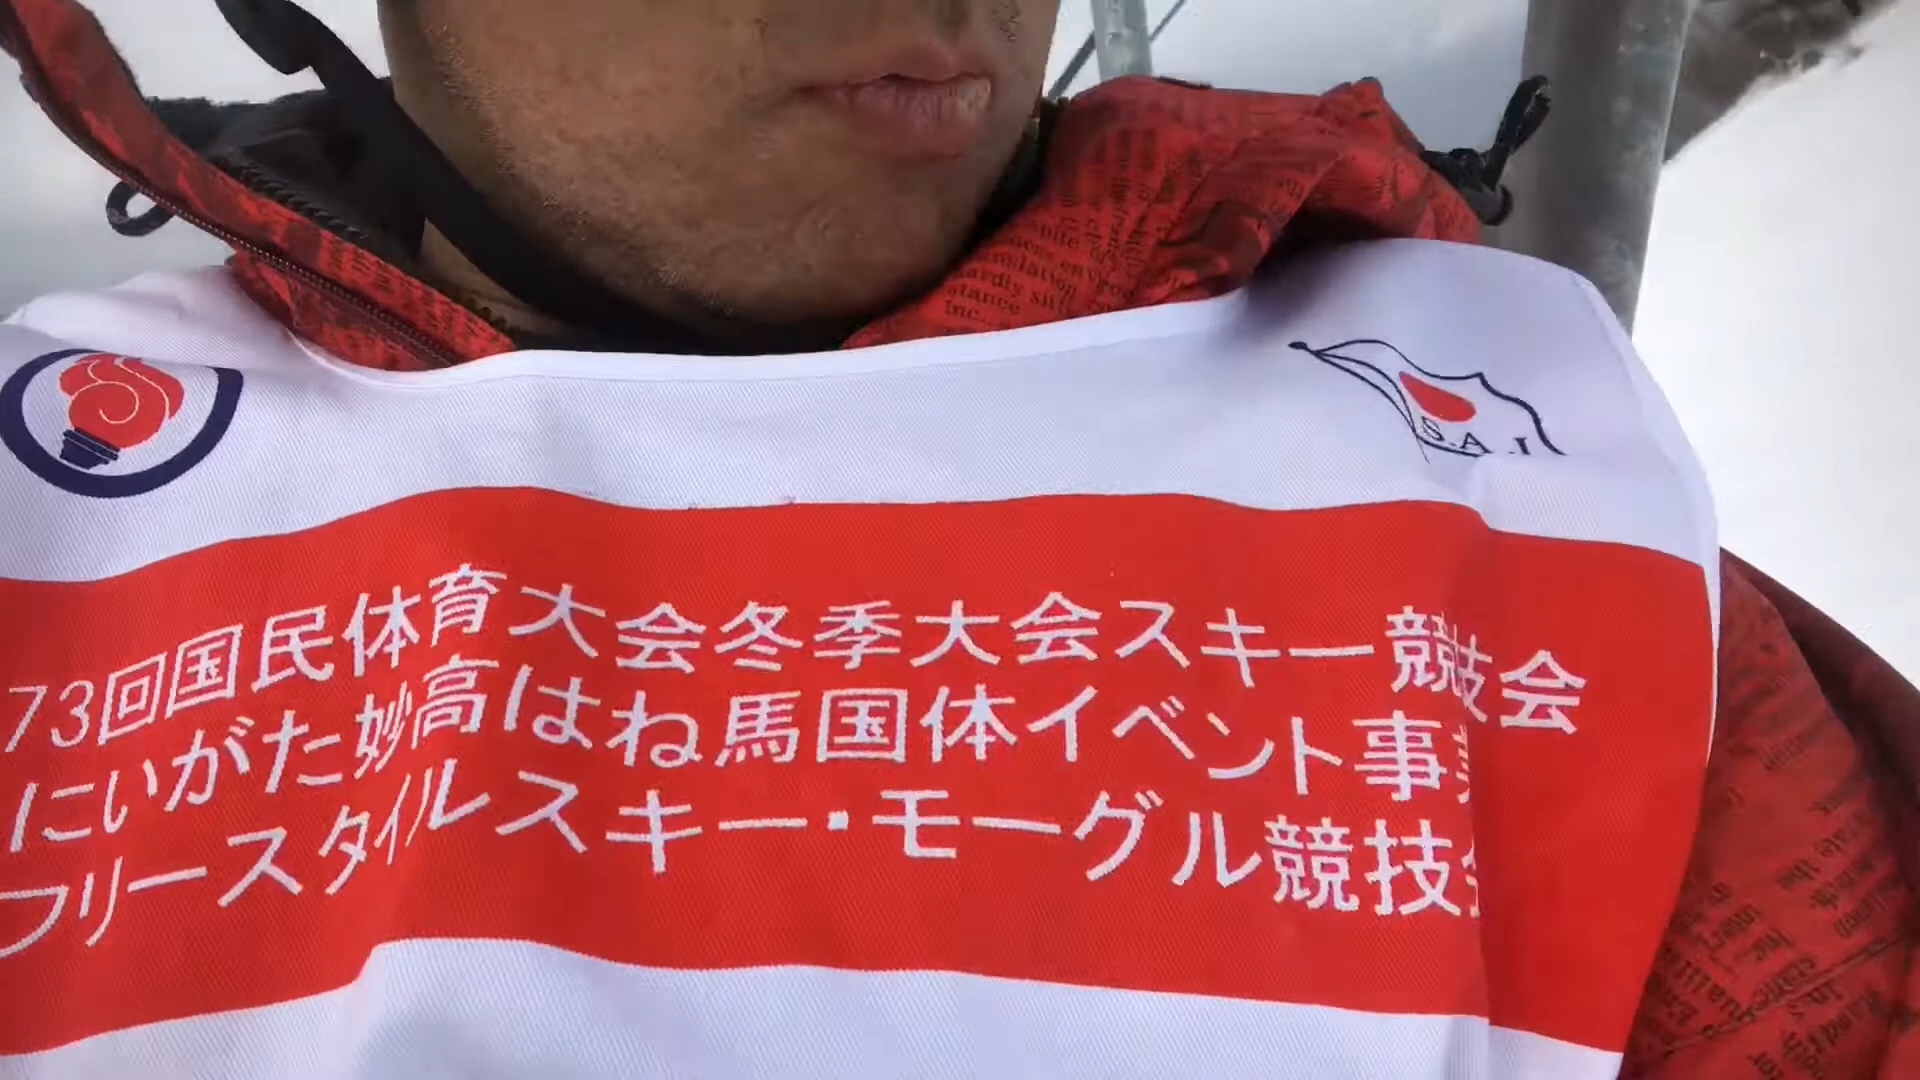 S.A.J
73回国民体育大会冬季大会スキー競技会
にいがた妙高はね馬国体イベント事業
フリースタイルスキー・モーグル競技会